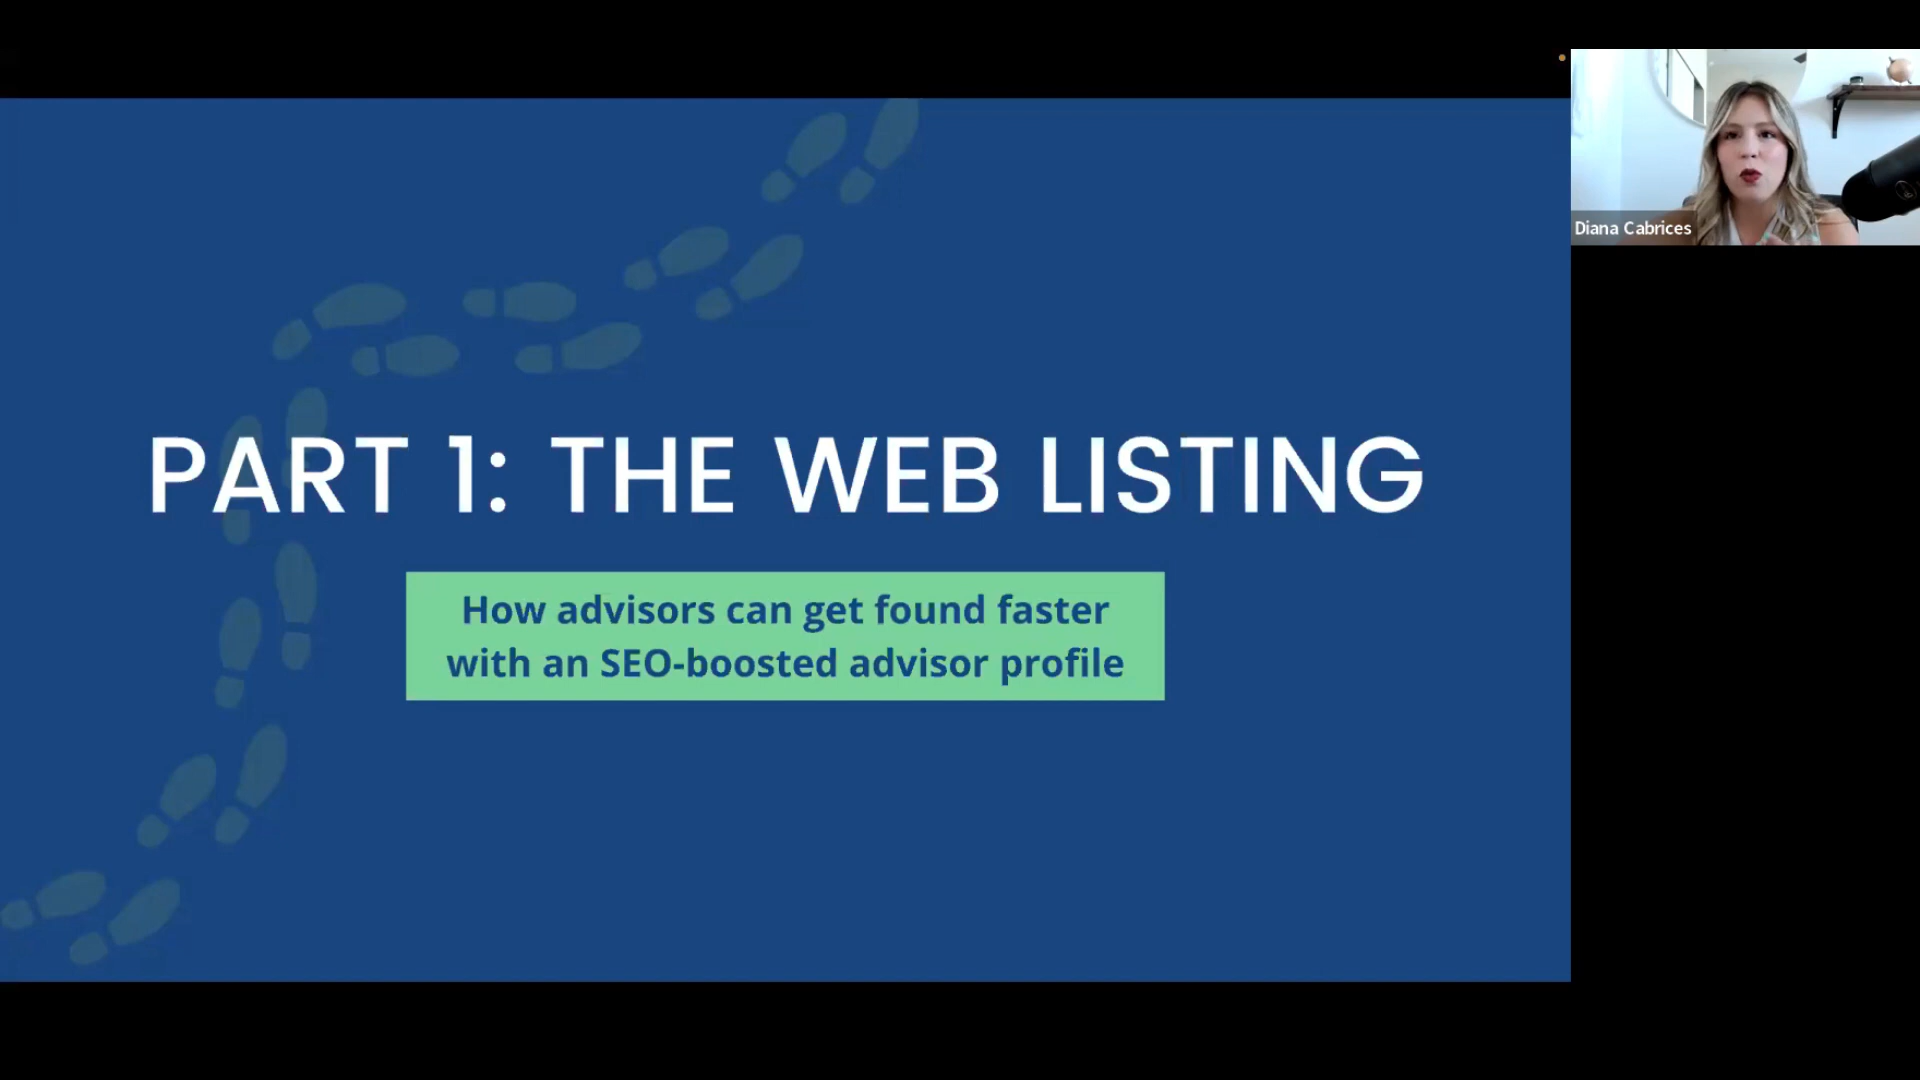 PART 1: THE WEB LISTING
How advisors can get found faster
with an SEO-boosted advisor profile
Diana Cabrices